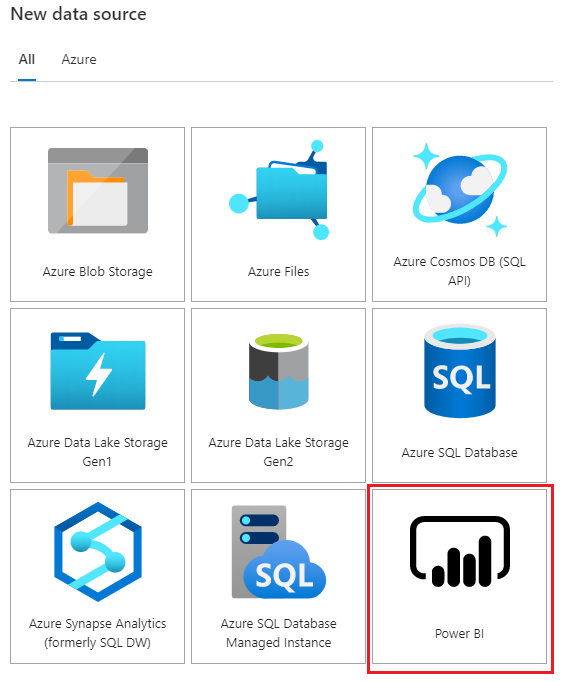 New data source
All
Azure
Azure Blob Storage
Azure Files
Azure Cosmos DB (SQL
API)
Azure Data Lake Storage
Gen1
Azure Data Lake Storage
Gen2
SQL
Azure SQL Database
Azure Synapse Analytics
(formerly SQL DW)
SQL
Azure SQL Database
Managed Instance
Power BI